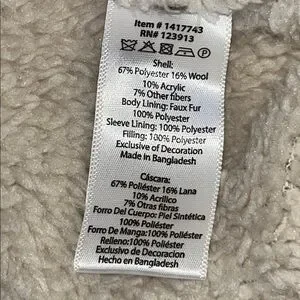 Item # 1417743
RN# 123913
Shell:
67% Polyester 16% Wool
10% Acrylic
7% Other fibers
Body Lining: Faux Fur
10% Polyester
Sleeve Lining: 100% Polyester
Filling: 100% Polyester
Exclusive of Decoration
Made in Bangladesh
Cáscara:
67% Poliéster 16% Lana
10% Acrílico
7% Otras fibras
Forro Del Cuerpo: Piel Sintética
100% Poliéster
Forro De Manga:100% Poliéster
Relleno:100% Poliéster
Exclusivo de Decoración
Hecho en Bangladesh